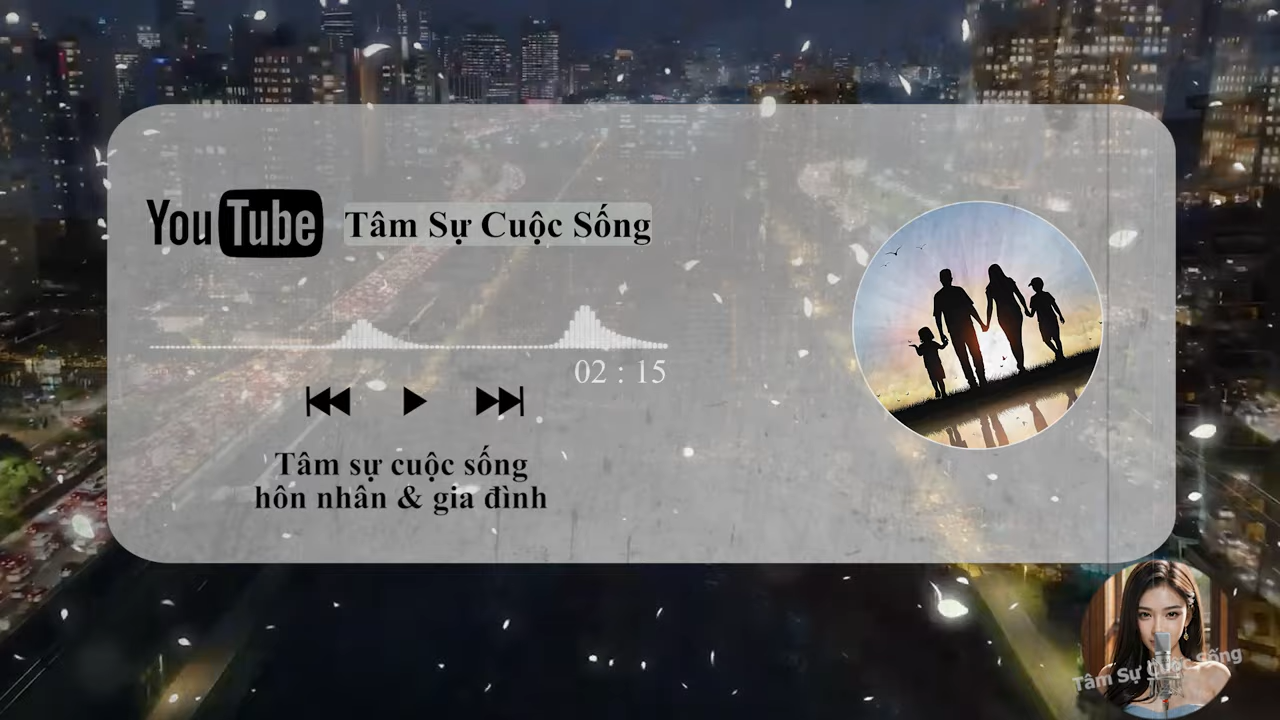 YouTube Tâm Sự Cuộc Sống
02 : 15
Tâm sự cuộc sống
hôn nhân & gia đình
Tâm Sự Cuộc Sống